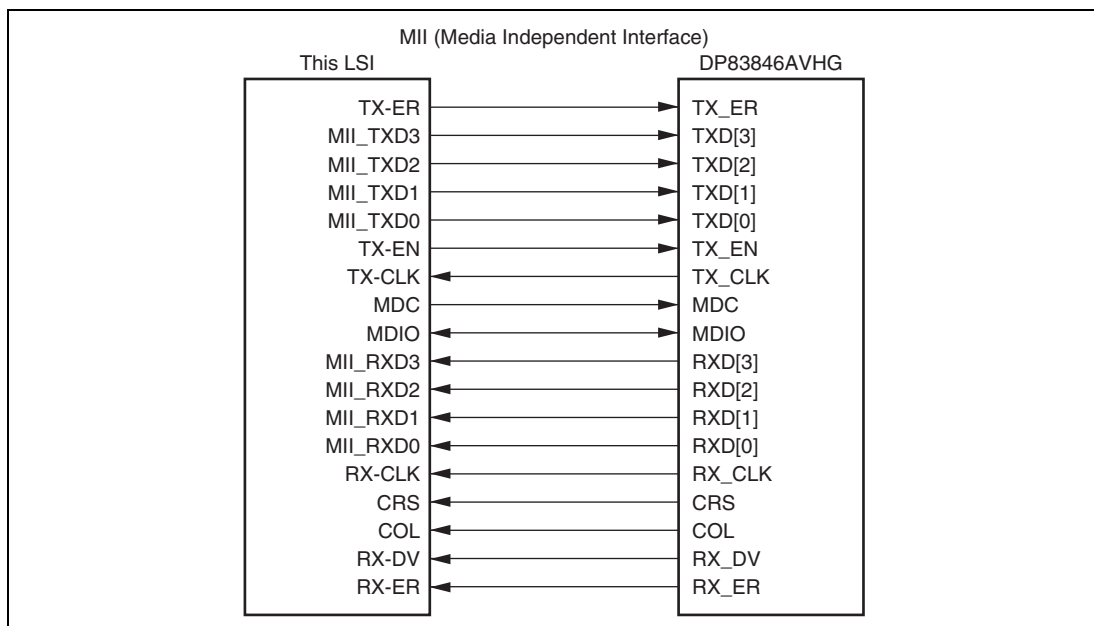 MII (Media Independent Interface)
This LSI DP83846AVHG
TX-ER TX_ER
MII_TXD3 TXD[3]
MII_TXD2 TXD[2]
MII_TXD1 TXD[1]
MII_TXD0 TXD[0]
TX-EN TX_EN
TX-CLK TX_CLK
MDC MDC
MDIO MDIO
MII_RXD3 RXD[3]
MII_RXD2 RXD[2]
MII_RXD1 RXD[1]
MII_RXD0 RXD[0]
RX-CLK RX_CLK
CRS CRS
COL COL
RX-DV RX_DV
RX-ER RX_ER